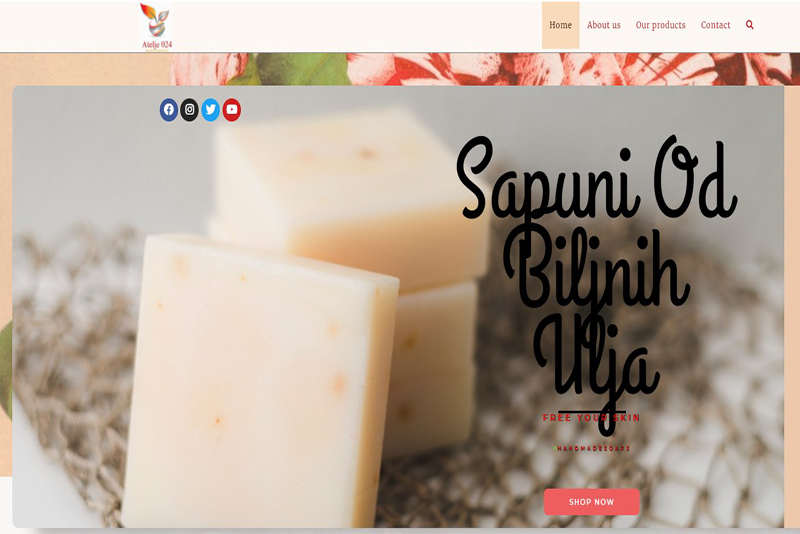 Atelje 024
Home
About us
Our products
Contact
Sapuni Od
Biljnih
Ulja
FREE YOUR SKIN
HANDMADESOAPS
SHOP NOW